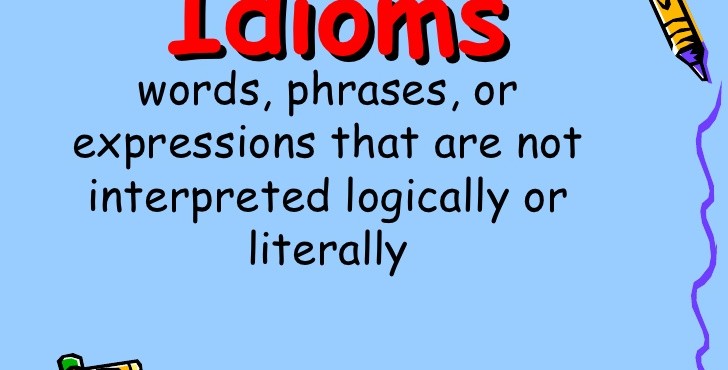 Idioms
words, phrases, or
expressions that are not
interpreted logically or
literally